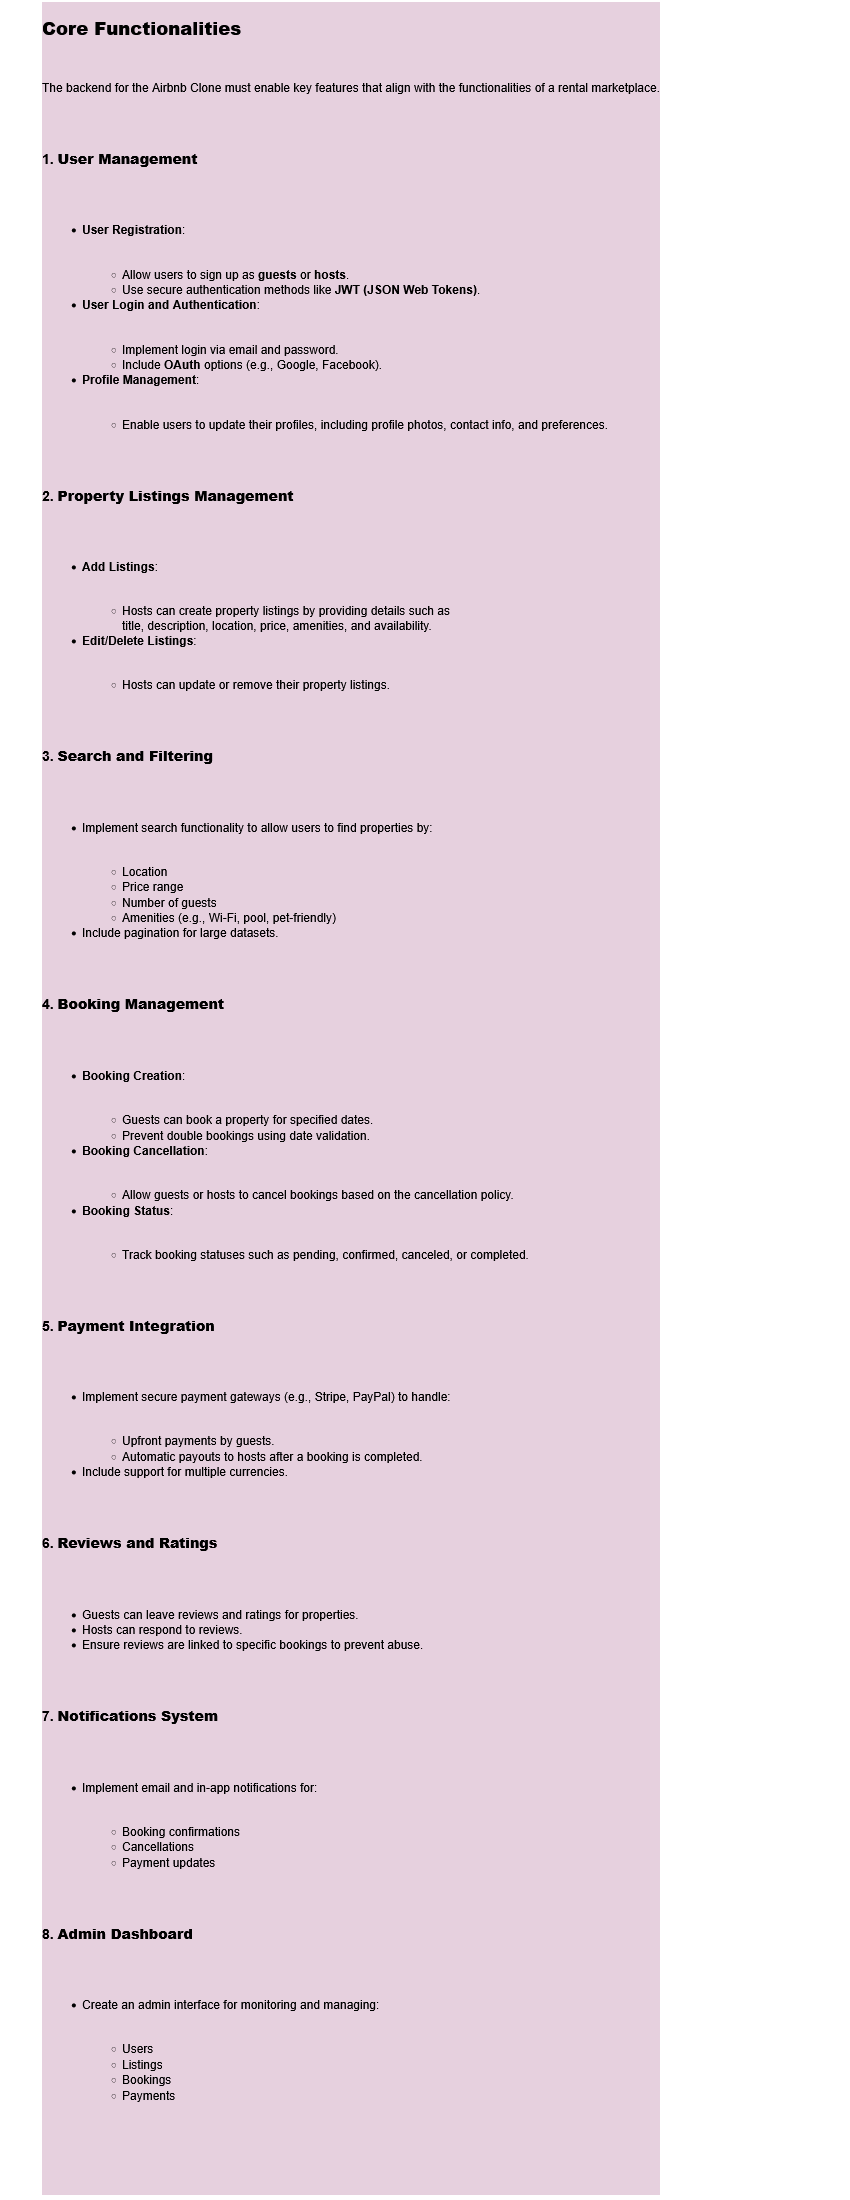 Core Functionalities
The backend for the Airbnb Clone must enable key features that align with the functionalities of a rental marketplace.
1. User Management
• User Registration:
○ Allow users to sign up as guests or hosts.
○ Use secure authentication methods like JWT (JSON Web Tokens).
• User Login and Authentication:
○ Implement login via email and password.
○ Include OAuth options (e.g., Google, Facebook).
• Profile Management:
○ Enable users to update their profiles, including profile photos, contact info, and preferences.
2. Property Listings Management
• Add Listings:
○ Hosts can create property listings by providing details such as
title, description, location, price, amenities, and availability.
• Edit/Delete Listings:
○ Hosts can update or remove their property listings.
3. Search and Filtering
• Implement search functionality to allow users to find properties by:
○ Location
○ Price range
○ Number of guests
○ Amenities (e.g., Wi-Fi, pool, pet-friendly)
• Include pagination for large datasets.
4. Booking Management
• Booking Creation:
○ Guests can book a property for specified dates.
○ Prevent double bookings using date validation.
• Booking Cancellation:
○ Allow guests or hosts to cancel bookings based on the cancellation policy.
• Booking Status:
○ Track booking statuses such as pending, confirmed, canceled, or completed.
5. Payment Integration
• Implement secure payment gateways (e.g., Stripe, PayPal) to handle:
○ Upfront payments by guests.
○ Automatic payouts to hosts after a booking is completed.
• Include support for multiple currencies.
6. Reviews and Ratings
• Guests can leave reviews and ratings for properties.
• Hosts can respond to reviews.
• Ensure reviews are linked to specific bookings to prevent abuse.
7. Notifications System
• Implement email and in-app notifications for:
○ Booking confirmations
○ Cancellations
○ Payment updates
8. Admin Dashboard
• Create an admin interface for monitoring and managing:
○ Users
○ Listings
○ Bookings
○ Payments